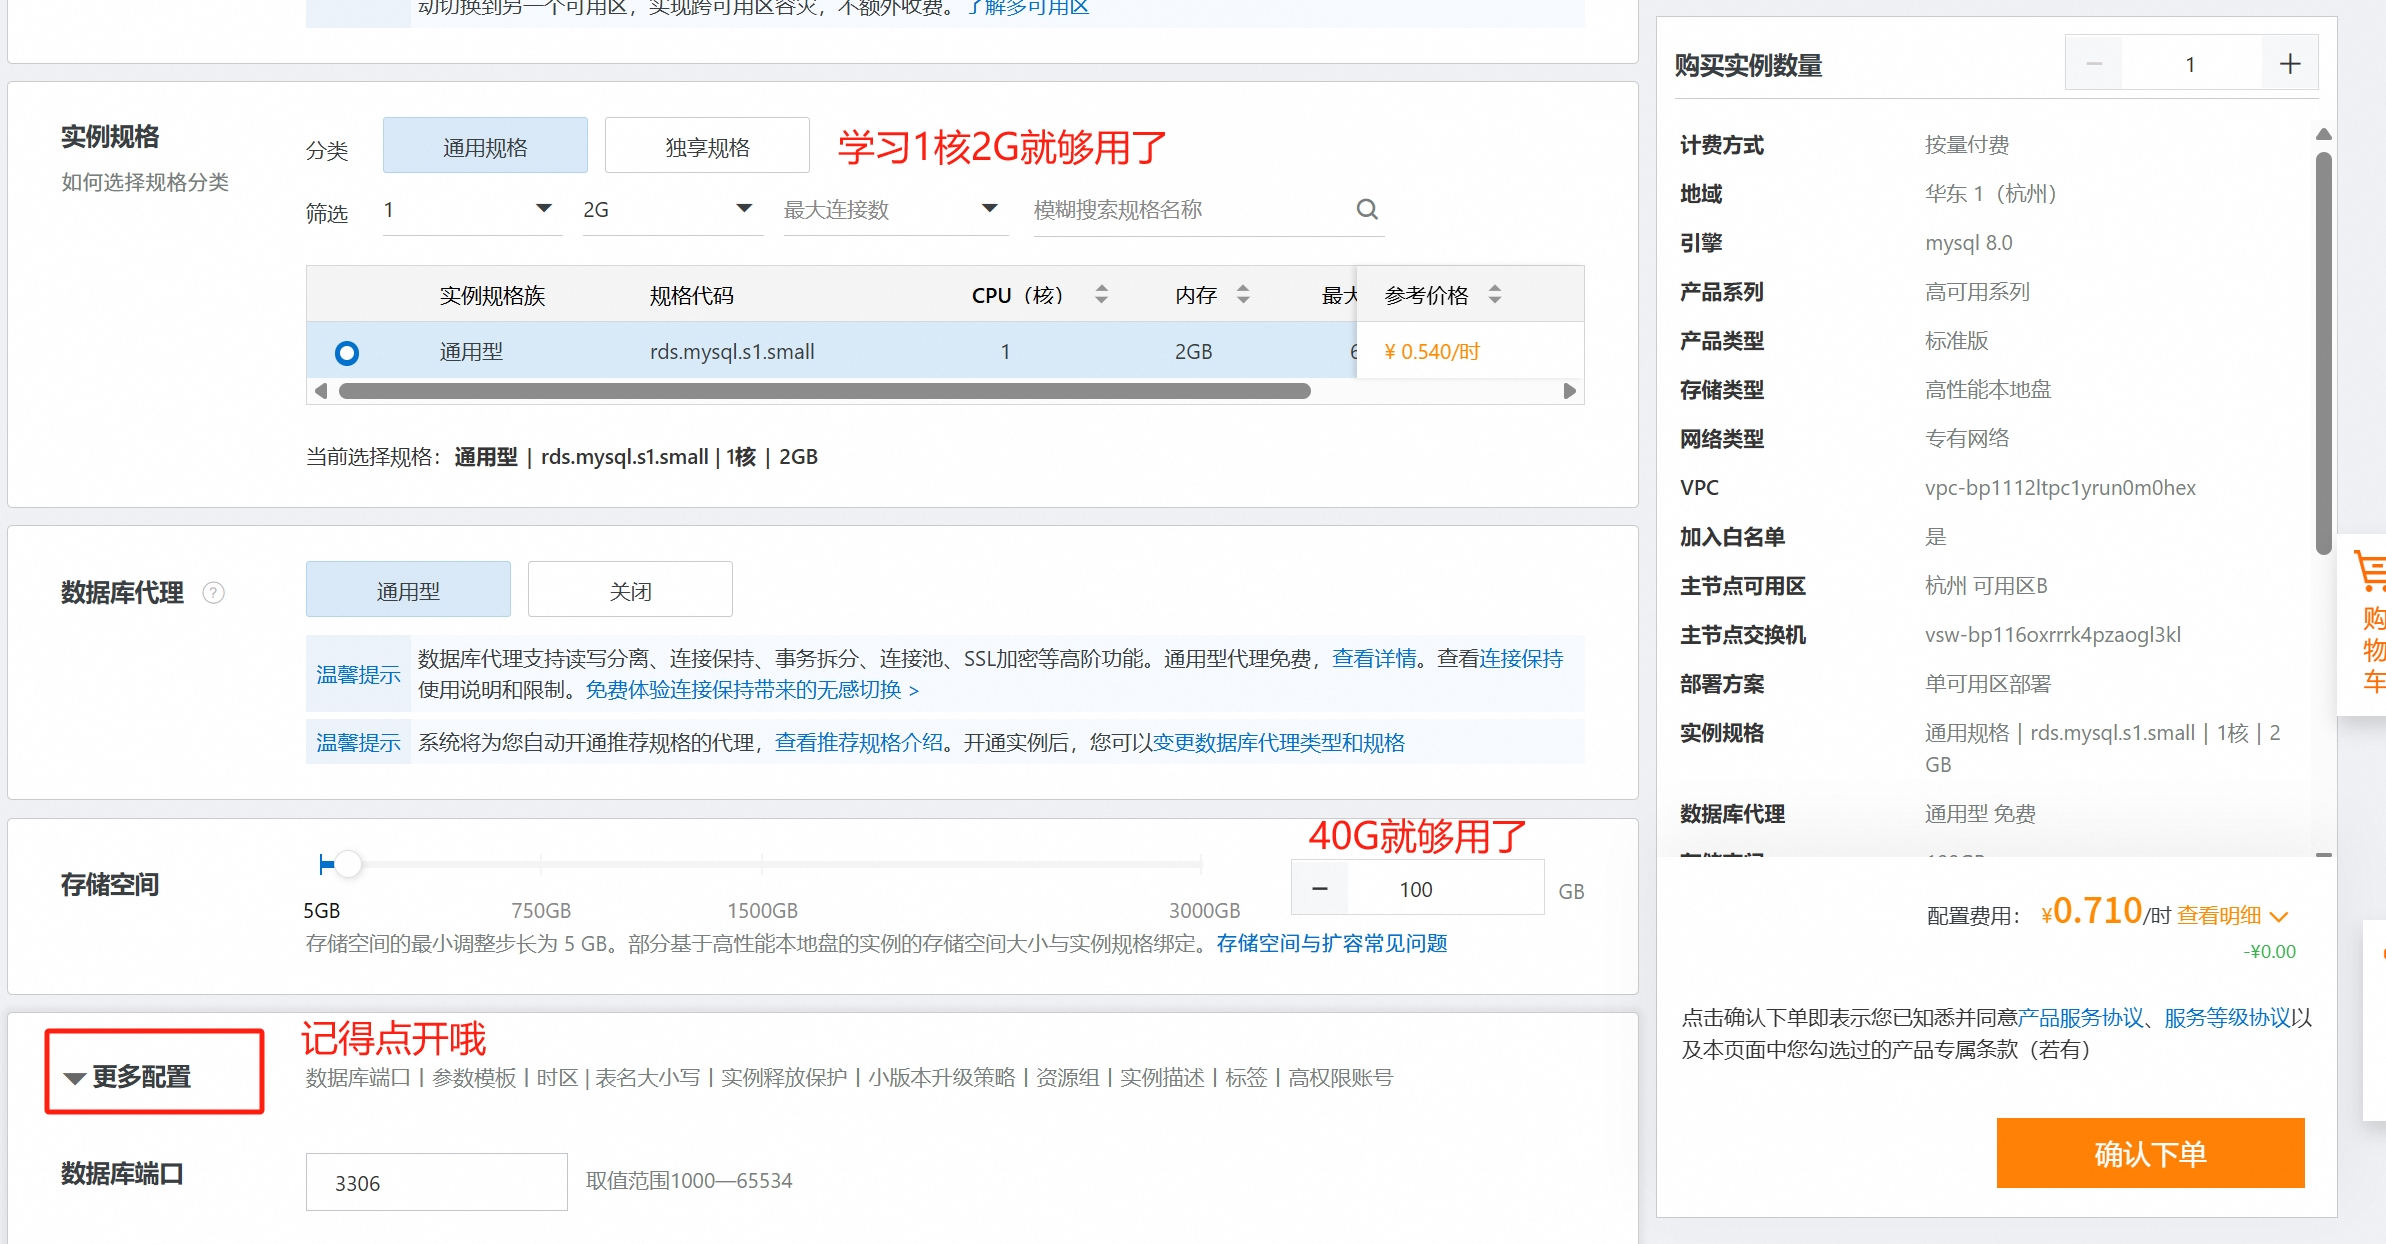 动切换到另一个可用区，实现跨可用区容灾，不额外收费。了解多可用区
实例规格
如何选择规格分类
分类
通用规格
独享规格
学习1核2G就够用了
筛选
1
2G
最大连接数
模糊搜索规格名称
实例规格族
规格代码
CPU（核）
内存
最大
参考价格
通用型
rds.mysql.s1.small
1
2GB
¥ 0.540/时
当前选择规格：通用型 | rds.mysql.s1.small | 1核 | 2GB
数据库代理 ?
通用型
关闭
温馨提示
数据库代理支持读写分离、连接保持、事务拆分、连接池、SSL加密等高阶功能。通用型代理免费，查看详情。查看连接保持
使用说明和限制。免费体验连接保持带来的无感切换 >
温馨提示
系统将为您自动开通推荐规格的代理，查看推荐规格介绍。开通实例后，您可以变更数据库代理类型和规格
40G就够用了
存储空间
5GB
750GB
1500GB
3000GB
100
GB
存储空间的最小调整步长为 5 GB。部分基于高性能本地盘的实例的存储空间大小与实例规格绑定。存储空间与扩容常见问题
更多配置
记得点开哦
数据库端口 | 参数模板 | 时区 | 表名大小写 | 实例释放保护 | 小版本升级策略 | 资源组 | 实例描述 | 标签 | 高权限账号
数据库端口
3306
取值范围1000—65534
购买实例数量
1
计费方式 按量付费
地域 华东 1（杭州）
引擎 mysql 8.0
产品系列 高可用系列
产品类型 标准版
存储类型 高性能本地盘
网络类型 专有网络
VPC vpc-bp1112ltpc1yrun0m0hex
加入白名单 是
主节点可用区 杭州 可用区B
主节点交换机 vsw-bp116oxrrrk4pzaogl3kl
部署方案 单可用区部署
实例规格 通用规格 | rds.mysql.s1.small | 1核 | 2
GB
数据库代理 通用型 免费
配置费用： ¥0.710/时 查看明细
-¥0.00
点击确认下单即表示您已知悉并同意产品服务协议、服务等级协议以
及本页面中您勾选过的产品专属条款（若有）
确认下单
购
物
车